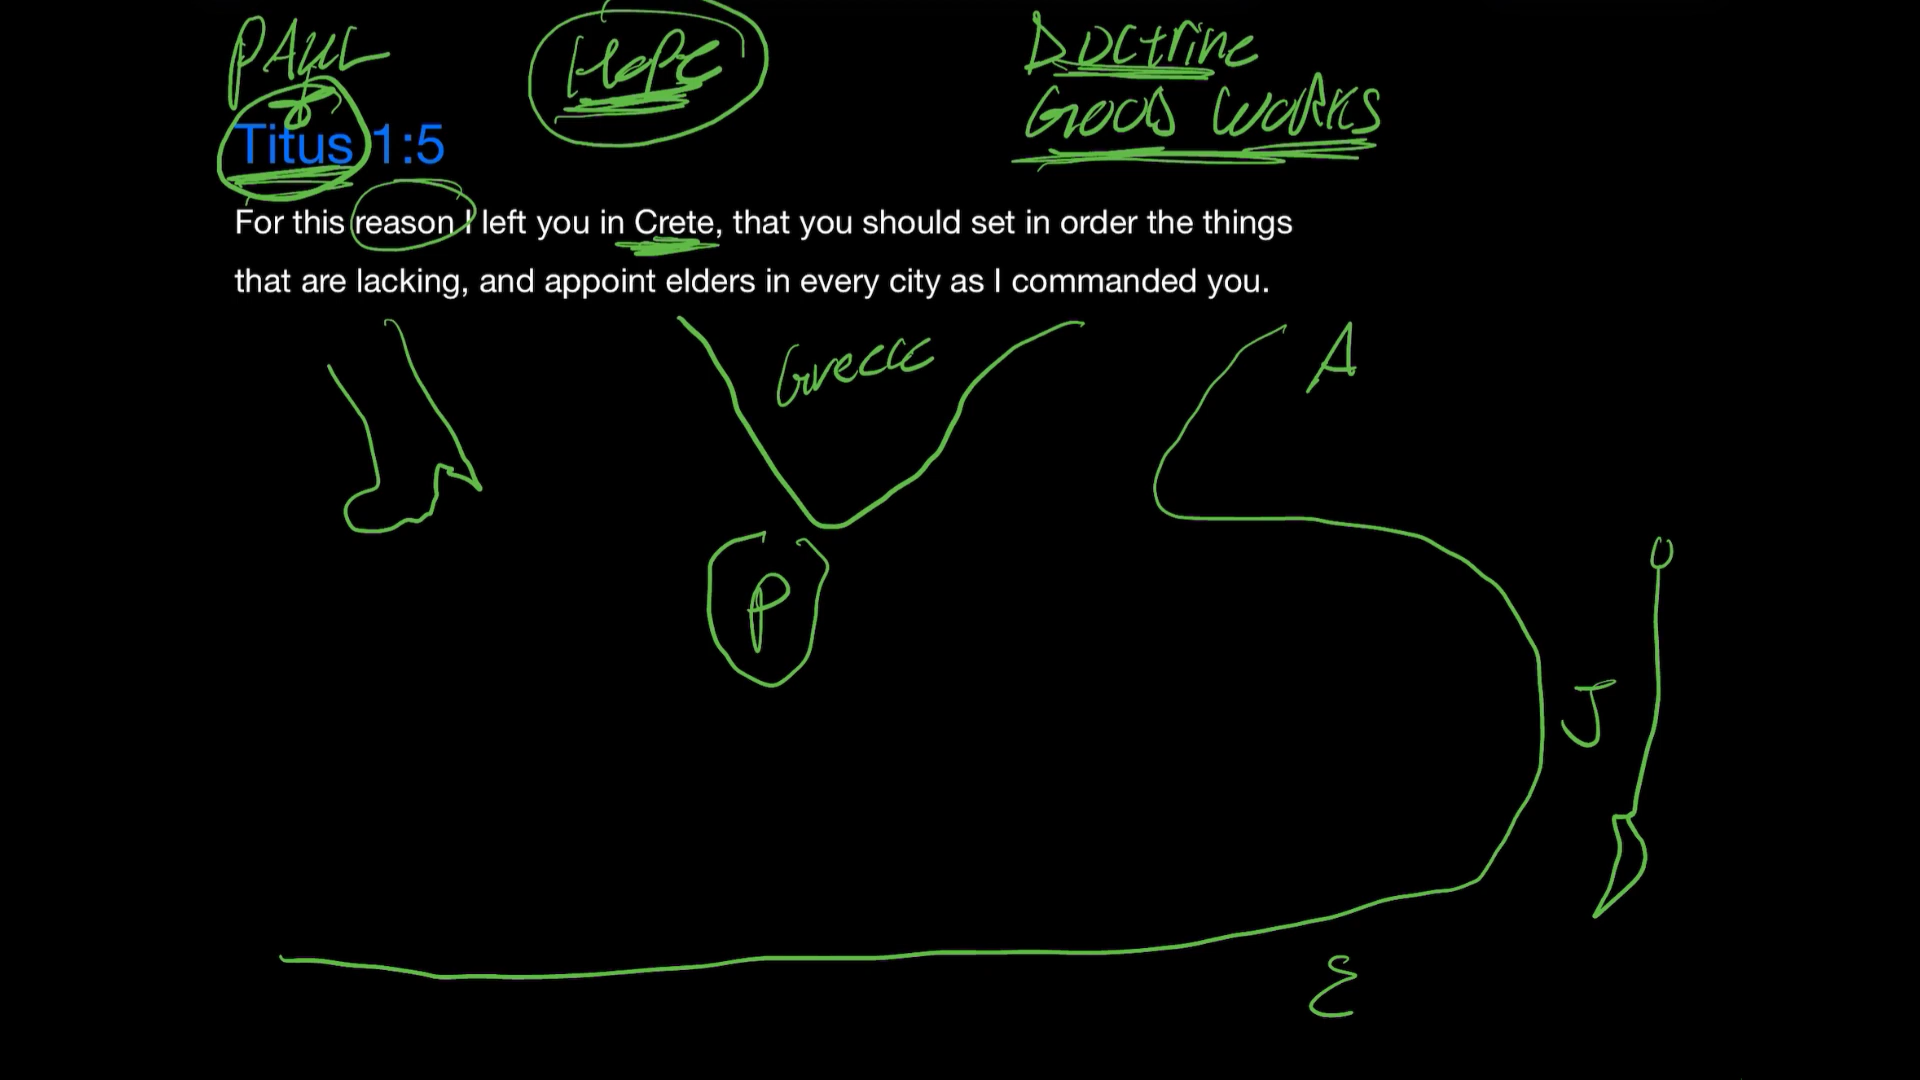 PAUL
Hope
Doctrine
Good Works
Titus 1:5
For this reason I left you in Crete, that you should set in order the things
that are lacking, and appoint elders in every city as I commanded you.
Greece
A
P
J
E